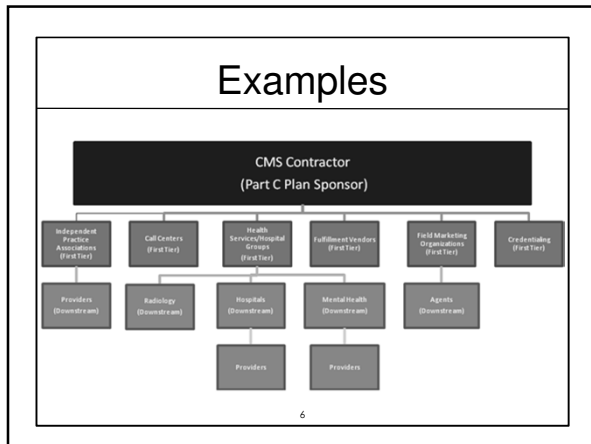 Examples
CMS Contractor
(Part C Plan Sponsor)
Independent
Practice
Associations
(First Tier)
Call Centers
(First Tier)
Health
Services/Hospital
Groups
(First Tier)
Fulfillment Vendors
(First Tier)
Field Marketing
Organizations
(First Tier)
Credentialing
(First Tier)
Providers
(Downstream)
Radiology
(Downstream)
Hospitals
(Downstream)
Mental Health
(Downstream)
Agents
(Downstream)
Providers
Providers
6